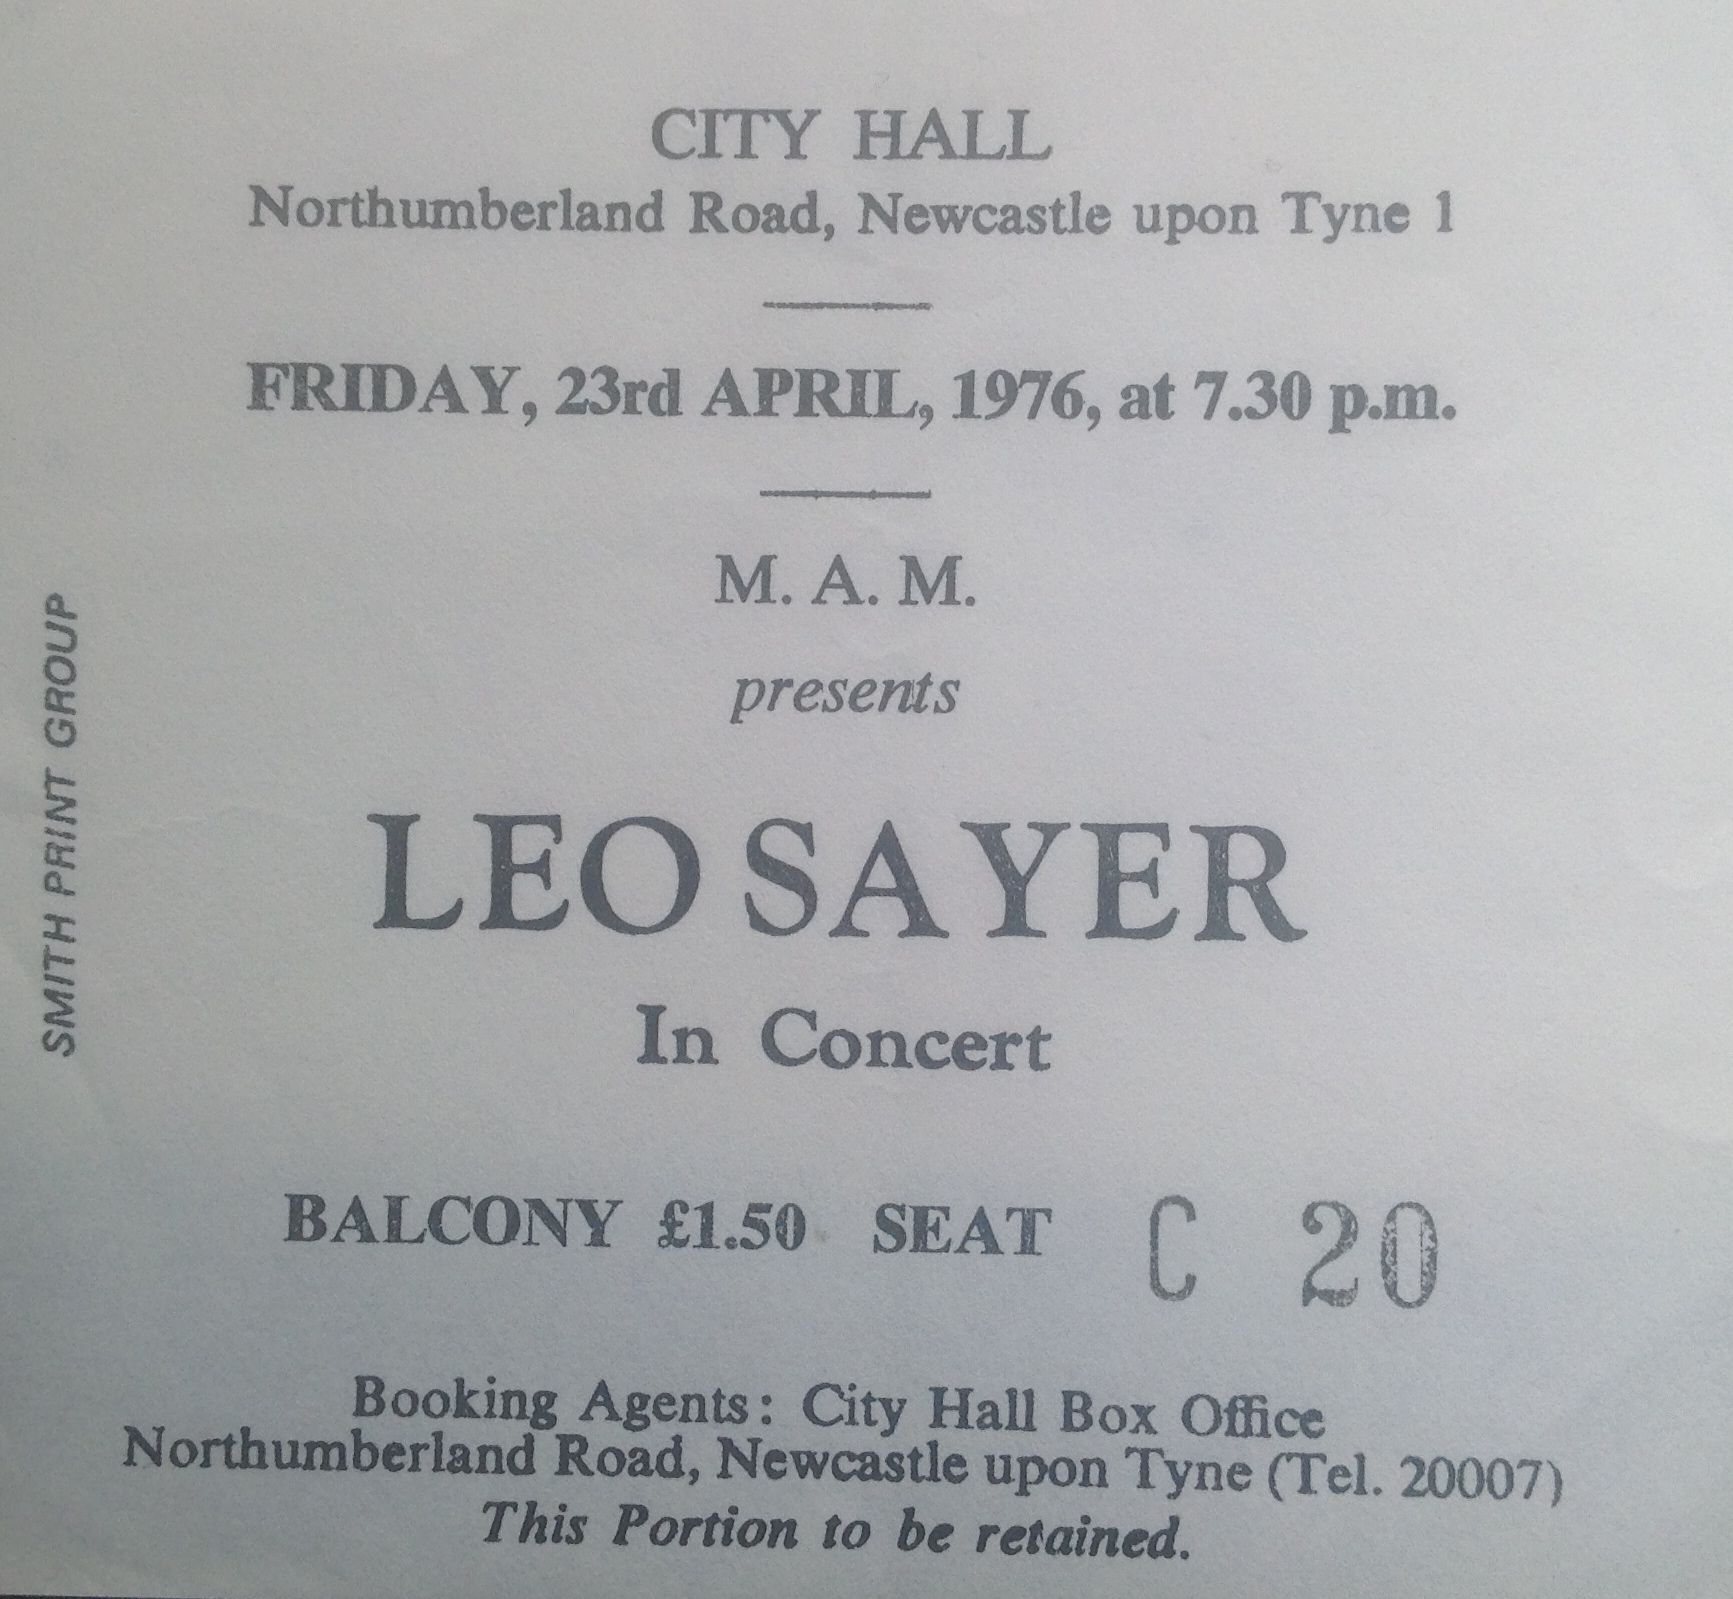 CITY HALL
Northumberland Road, Newcastle upon Tyne 1
FRIDAY, 23rd APRIL, 1976, at 7.30 p.m.
M. A. M.
presents
LEO SAYER
In Concert
BALCONY £1.50 SEAT C 20
Booking Agents: City Hall Box Office
Northumberland Road, Newcastle upon Tyne (Tel. 20007)
This Portion to be retained.
SMITH PRINT GROUP